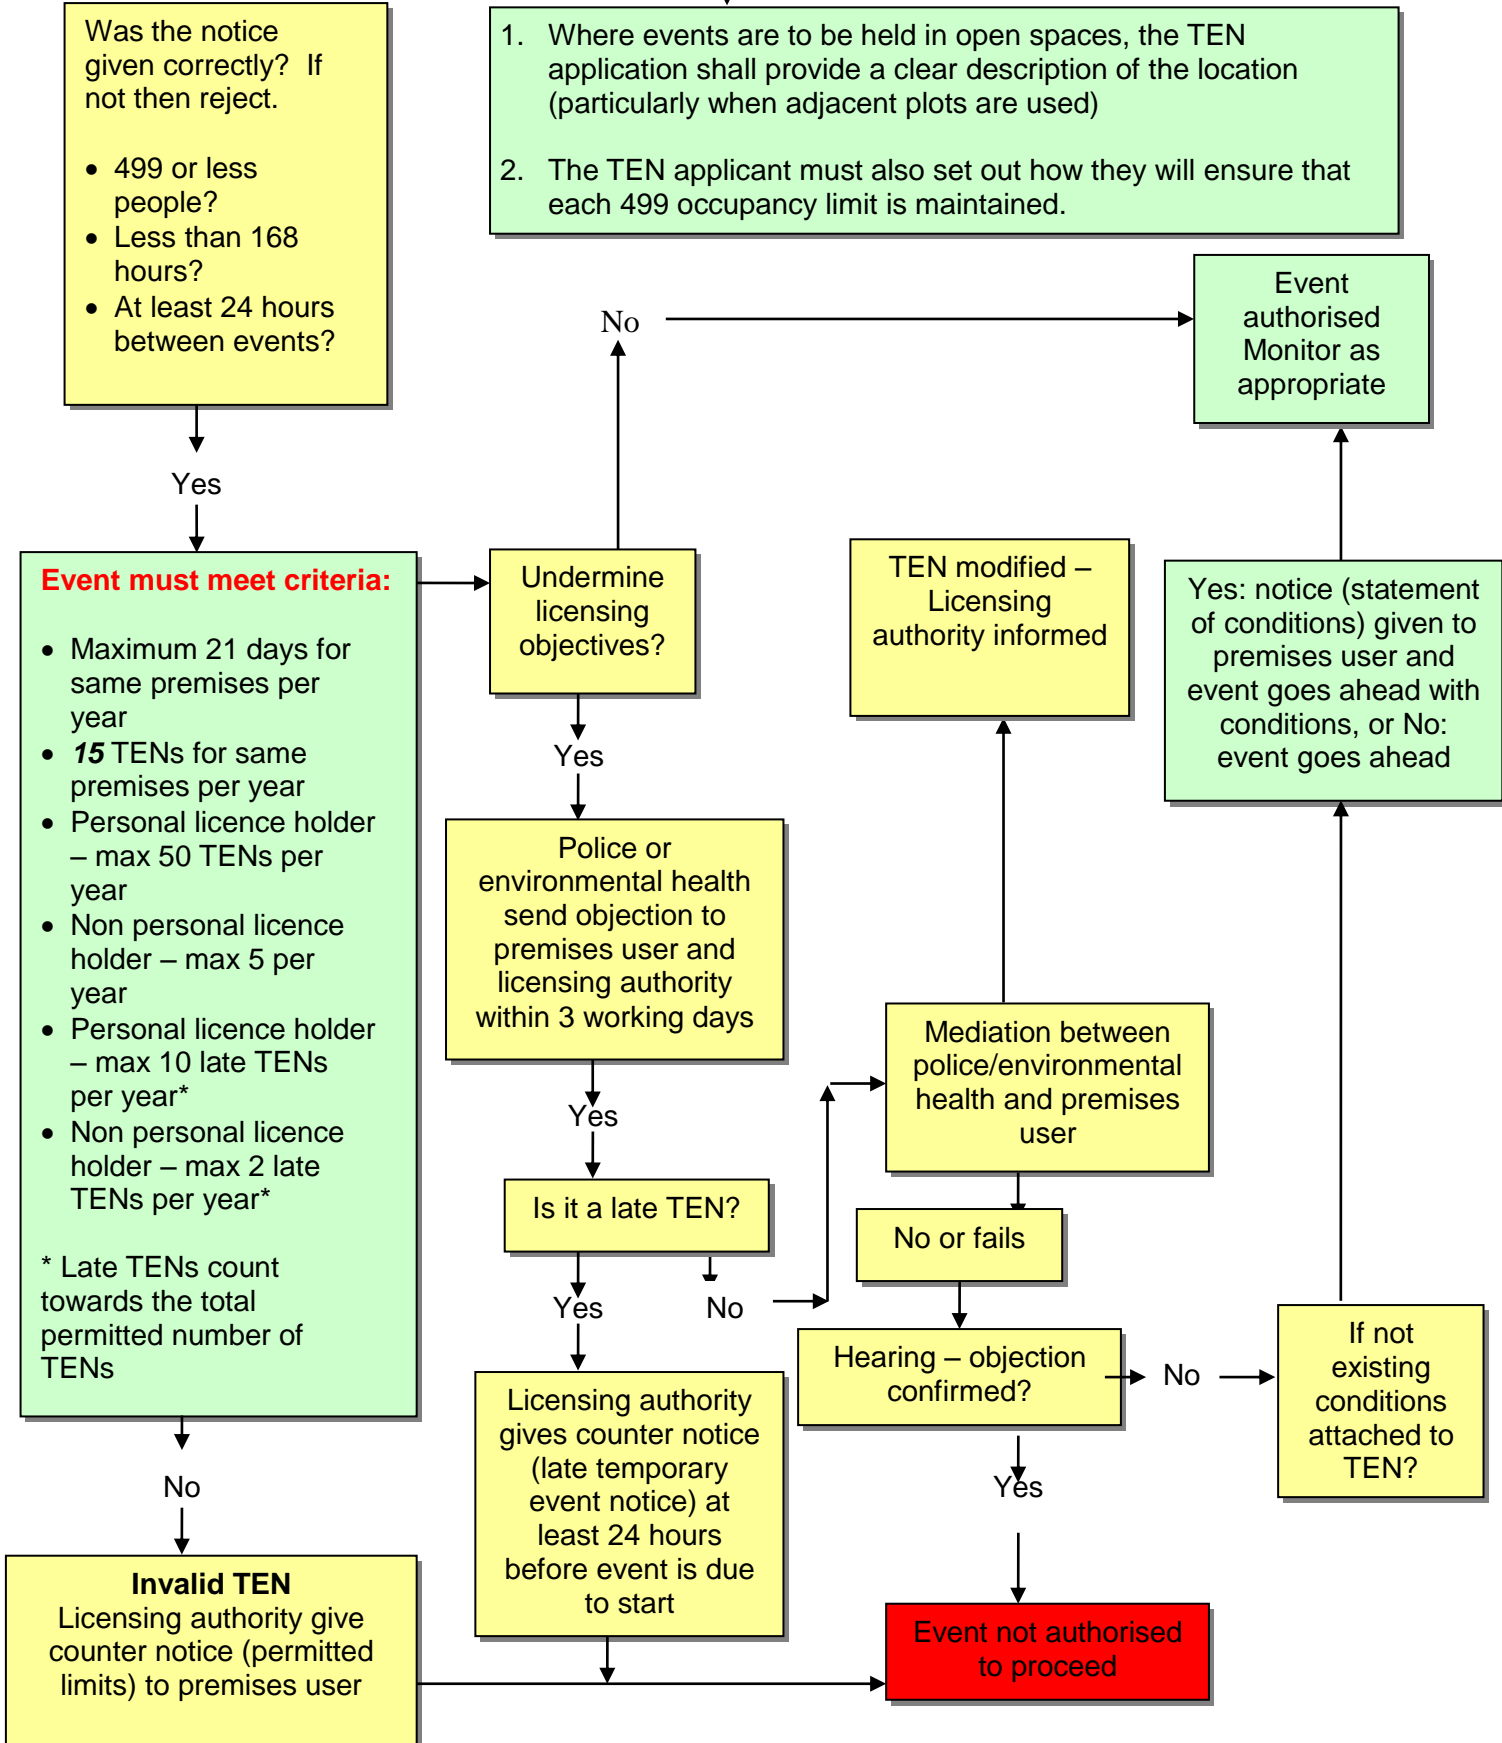 Was the notice
given correctly?  If
not then reject.
• 499 or less
people?
• Less than 168
hours?
• At least 24 hours
between events?
1. Where events are to be held in open spaces, the TEN
application shall provide a clear description of the location
(particularly when adjacent plots are used)
2. The TEN applicant must also set out how they will ensure that
each 499 occupancy limit is maintained.
Event
authorised
Monitor as
appropriate
No
Yes
Event must meet criteria:
• Maximum 21 days for
same premises per
year
• 15 TENs for same
premises per year
• Personal licence holder
– max 50 TENs per
year
• Non personal licence
holder – max 5 per
year
• Personal licence holder
– max 10 late TENs
per year*
• Non personal licence
holder – max 2 late
TENs per year*
* Late TENs count
towards the total
permitted number of
TENs
Undermine
licensing
objectives?
TEN modified –
Licensing
authority informed
Yes: notice (statement
of conditions) given to
premises user and
event goes ahead with
conditions, or No:
event goes ahead
Yes
Police or
environmental health
send objection to
premises user and
licensing authority
within 3 working days
Mediation between
police/environmental
health and premises
user
Yes
Is it a late TEN?
No or fails
Yes
No
Hearing – objection
confirmed?
No
If not
existing
conditions
attached to
TEN?
Licensing authority
gives counter notice
(late temporary
event notice) at
least 24 hours
before event is due
to start
No
Yes
Invalid TEN
Licensing authority give
counter notice (permitted
limits) to premises user
Event not authorised
to proceed